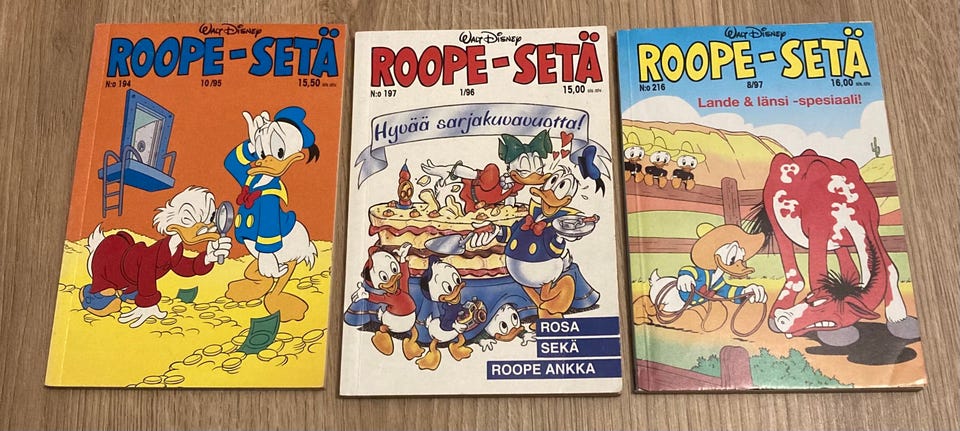 Walt Disney
ROOPE-SETÄ
N:o 194 10/95 15,50
Walt Disney
ROOPE-SETÄ
N:o 197 1/96 15,00
Hyvää sarjakuvavuotta!
ROSA
SEKÄ
ROOPE ANKKA
Walt Disney
ROOPE-SETÄ
N:o 216 8/97 16,00
Lande & länsi -spesiaali!